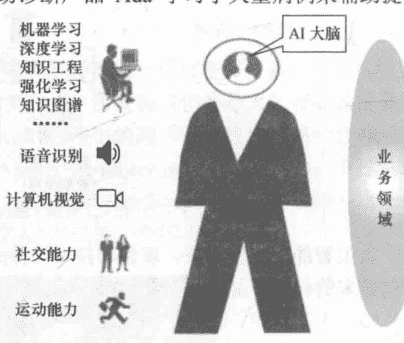 机器学习
深度学习
知识工程
强化学习
知识图谱
……
语音识别
计算机视觉
社交能力
运动能力
AI 大脑
业务领域